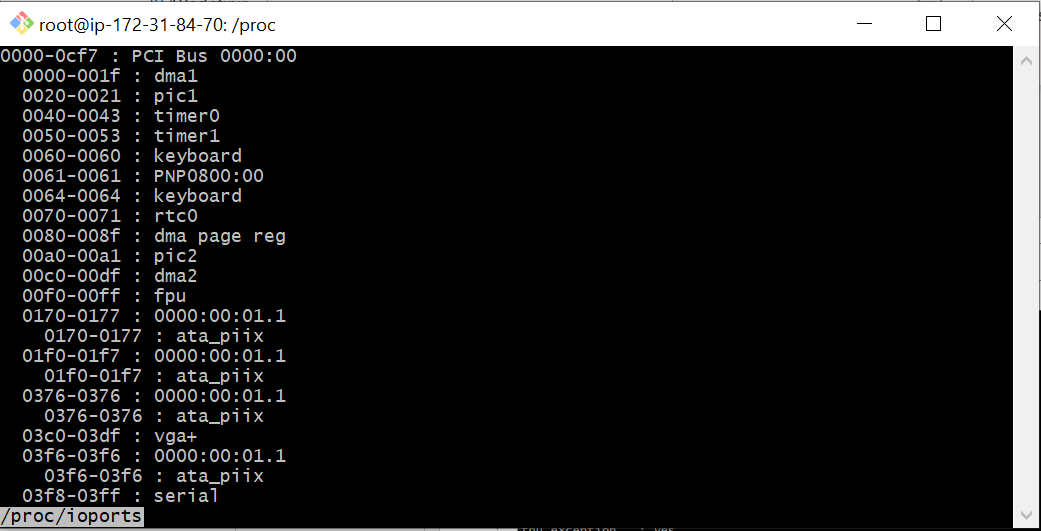 root@ip-172-31-84-70: /proc
0000-0cf7 : PCI Bus 0000:00
  0000-001f : dma1
  0020-0021 : pic1
  0040-0043 : timer0
  0050-0053 : timer1
  0060-0060 : keyboard
  0061-0061 : PNP0800:00
  0064-0064 : keyboard
  0070-0071 : rtc0
  0080-008f : dma page reg
  00a0-00a1 : pic2
  00c0-00df : dma2
  00f0-00ff : fpu
  0170-0177 : 0000:00:01.1
    0170-0177 : ata_piix
  01f0-01f7 : 0000:00:01.1
    01f0-01f7 : ata_piix
  0376-0376 : 0000:00:01.1
    0376-0376 : ata_piix
  03c0-03df : vga+
  03f6-03f6 : 0000:00:01.1
    03f6-03f6 : ata_piix
  03f8-03ff : serial
/proc/ioports